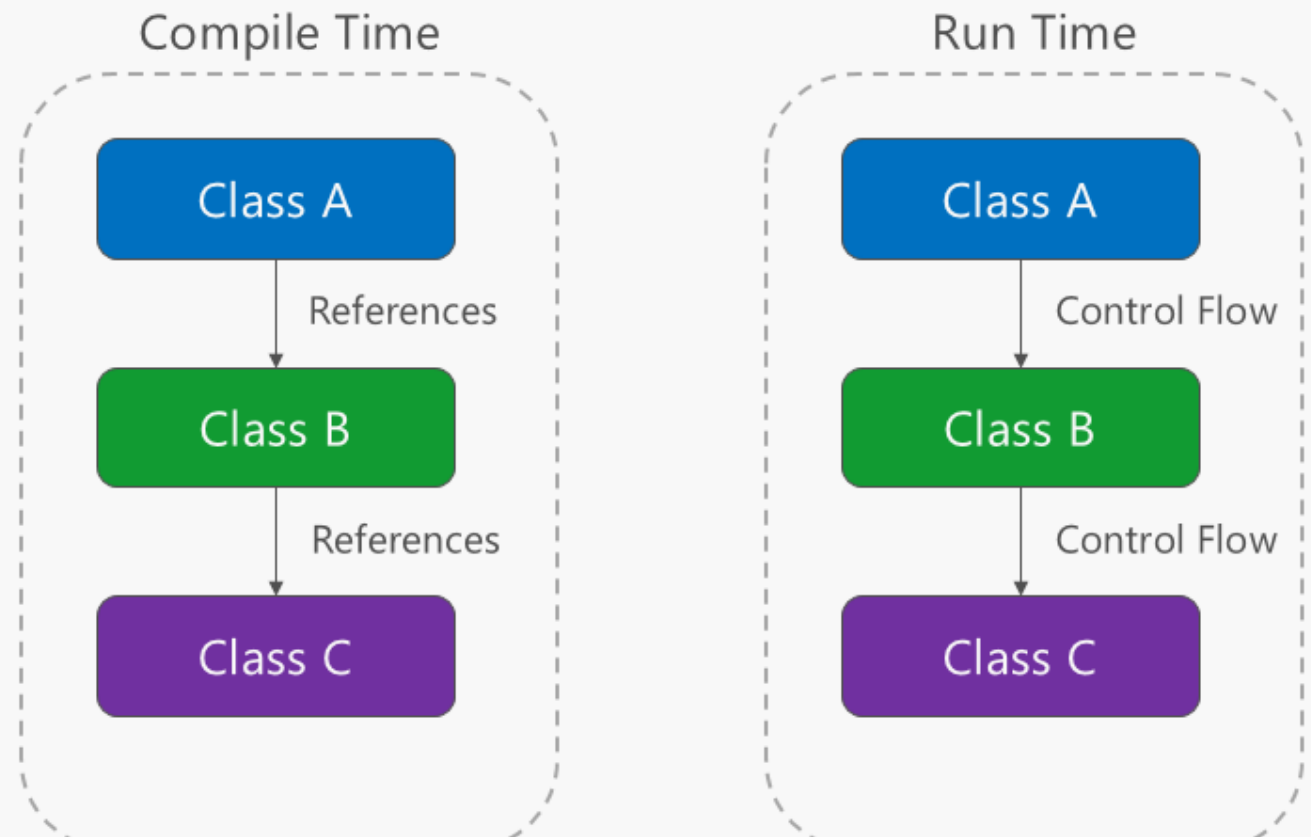 Compile Time
Class A
References
Class B
References
Class C
Run Time
Class A
Control Flow
Class B
Control Flow
Class C